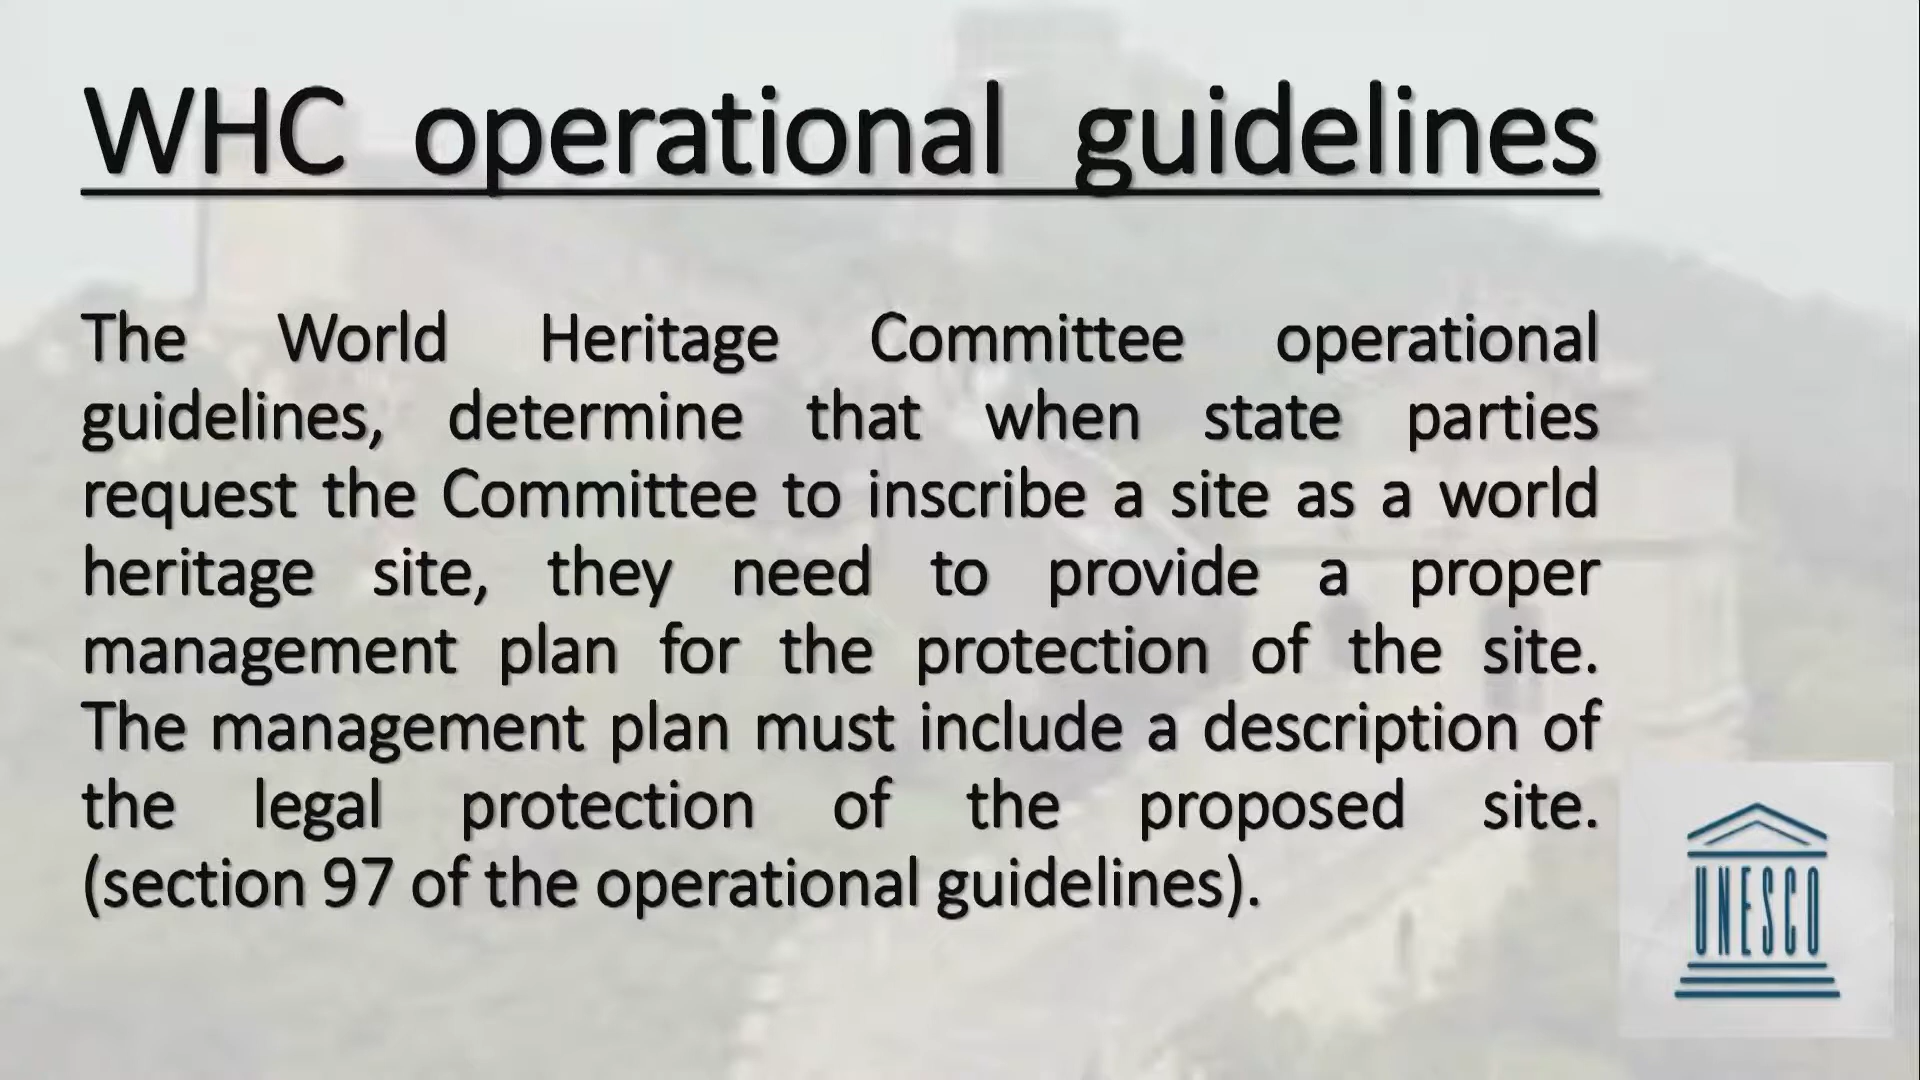 WHC operational guidelines
The World Heritage Committee operational
guidelines, determine that when state parties
request the Committee to inscribe a site as a world
heritage site, they need to provide a proper
management plan for the protection of the site.
The management plan must include a description of
the legal protection of the proposed site.
(section 97 of the operational guidelines).
UNESCO